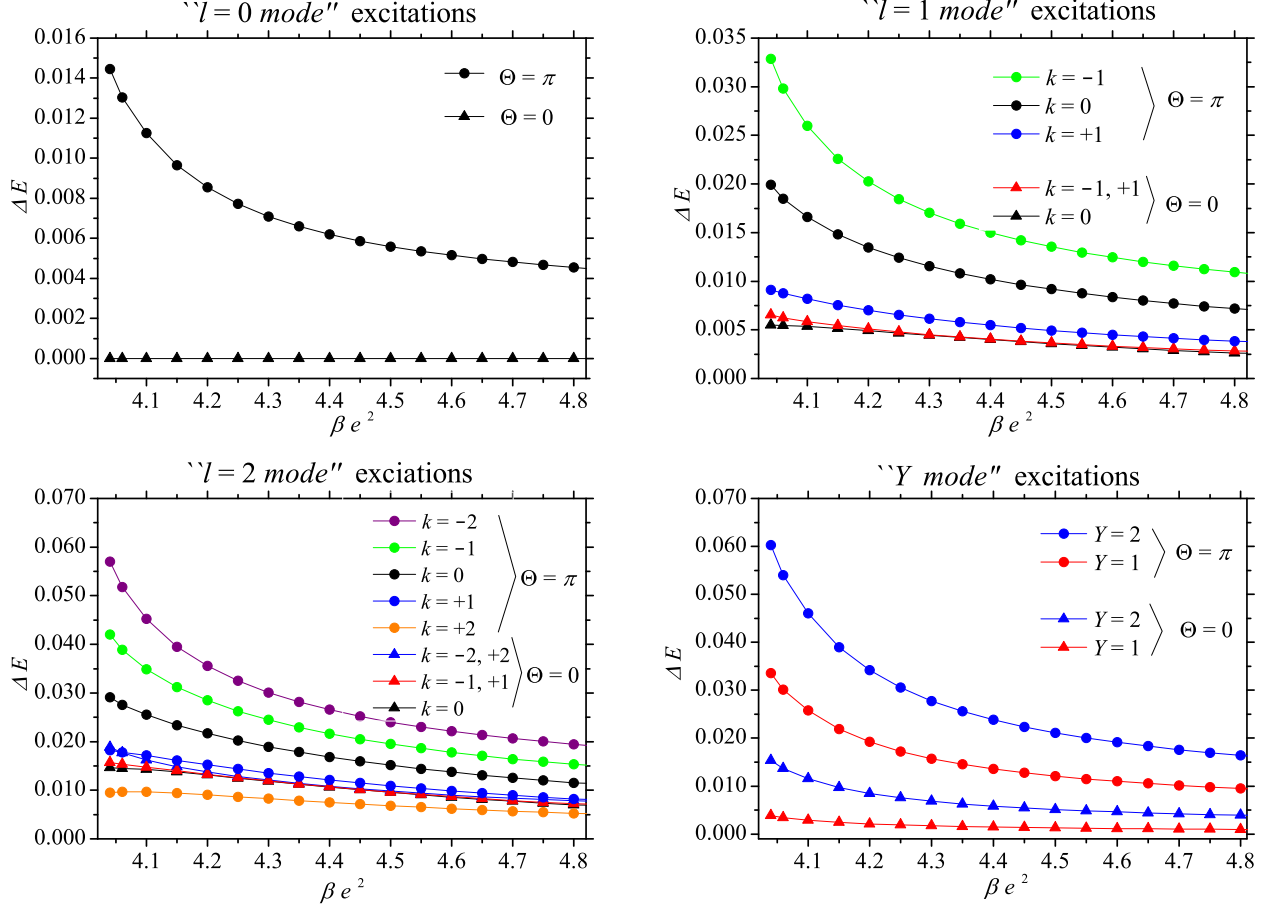 ``l = 0 mode" excitations
0.016
0.014
0.012
0.010
0.008
0.006
0.004
0.002
0.000
ΔE
Θ = π
Θ = 0
4.1 4.2 4.3 4.4 4.5 4.6 4.7 4.8
β e²
``l = 1 mode" excitations
0.035
0.030
0.025
0.020
0.015
0.010
0.005
0.000
ΔE
k = −1
k = 0
k = +1
Θ = π
k = −1, +1
k = 0
Θ = 0
4.1 4.2 4.3 4.4 4.5 4.6 4.7 4.8
β e²
``l = 2 mode" exciations
0.070
0.060
0.050
0.040
0.030
0.020
0.010
0.000
ΔE
k = −2
k = −1
k = 0
k = +1
k = +2
Θ = π
k = −2, +2
k = −1, +1
k = 0
Θ = 0
4.1 4.2 4.3 4.4 4.5 4.6 4.7 4.8
β e²
``Y mode" excitations
0.070
0.060
0.050
0.040
0.030
0.020
0.010
0.000
ΔE
Y = 2
Y = 1
Θ = π
Y = 2
Y = 1
Θ = 0
4.1 4.2 4.3 4.4 4.5 4.6 4.7 4.8
β e²